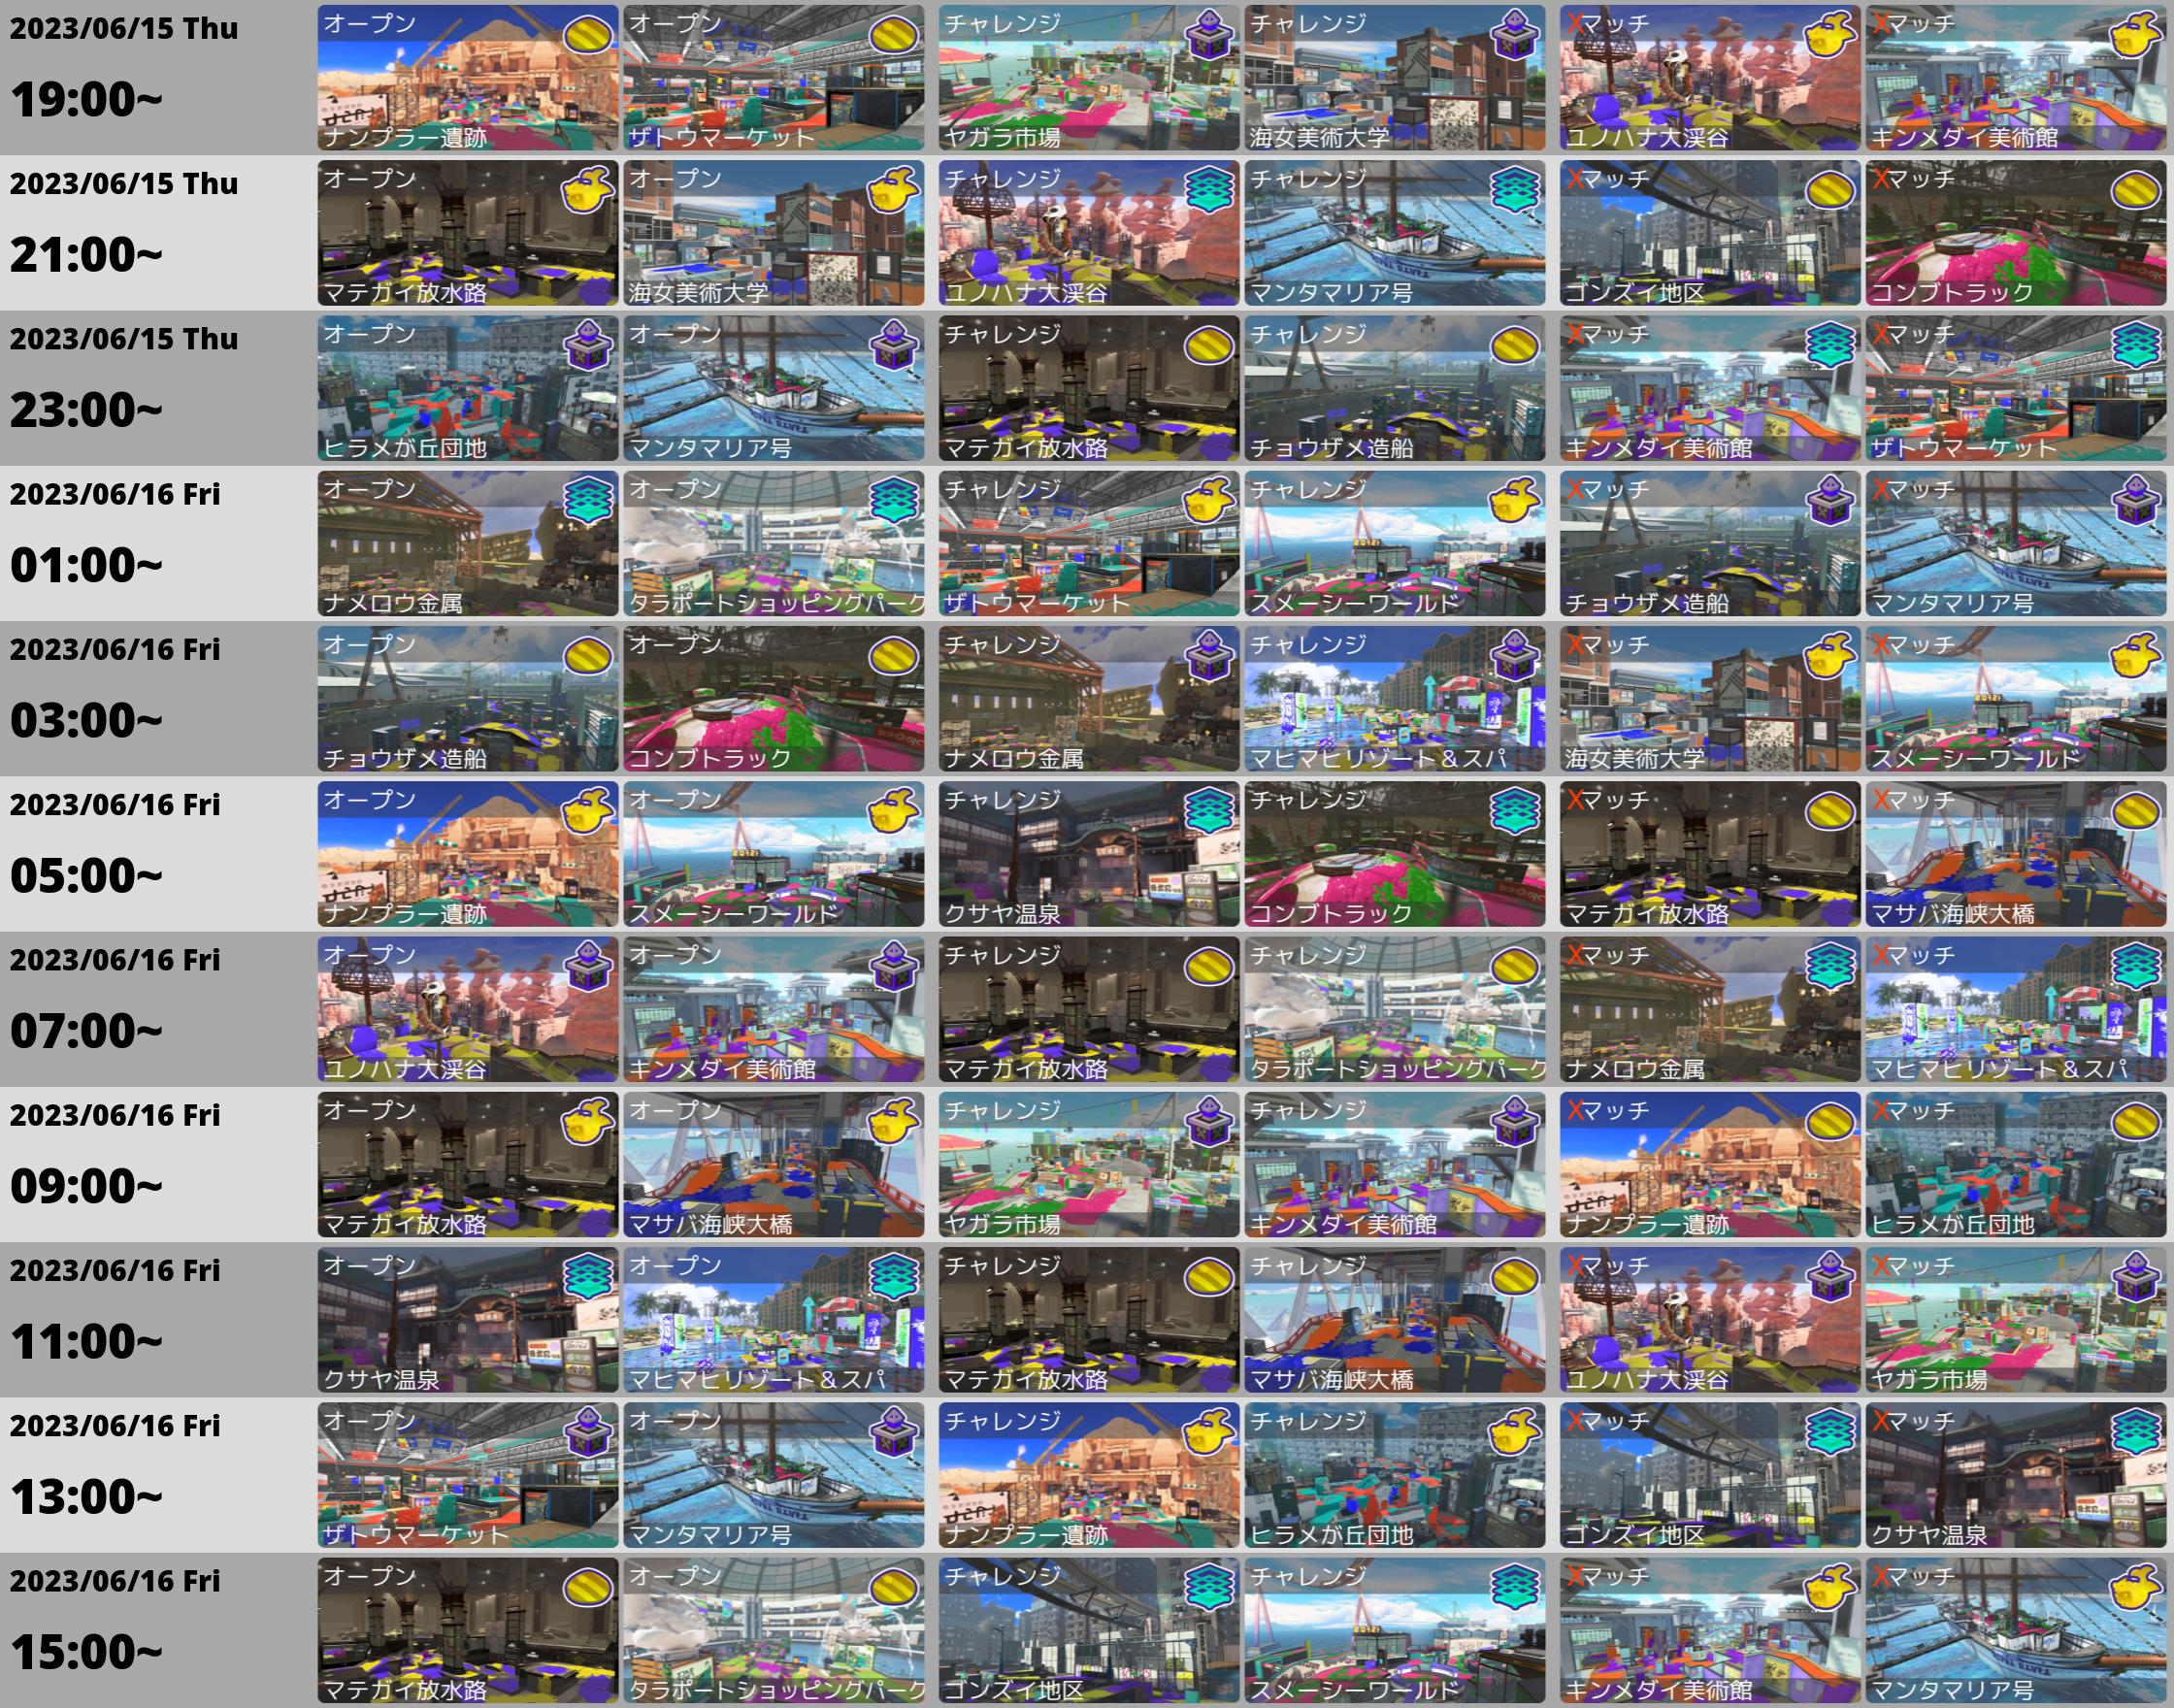 2023/06/15 Thu
19:00~
オープン
ナンプラー遺跡
オープン
ザトウマーケット
チャレンジ
ヤガラ市場
チャレンジ
海女美術大学
Xマッチ
ユノハナ大渓谷
Xマッチ
キンメダイ美術館
2023/06/15 Thu
21:00~
オープン
マテガイ放水路
オープン
海女美術大学
チャレンジ
ユノハナ大渓谷
チャレンジ
マンタマリア号
Xマッチ
ゴンズイ地区
Xマッチ
コンブトラック
2023/06/15 Thu
23:00~
オープン
ヒラメが丘団地
オープン
マンタマリア号
チャレンジ
マテガイ放水路
チャレンジ
チョウザメ造船
Xマッチ
キンメダイ美術館
Xマッチ
ザトウマーケット
2023/06/16 Fri
01:00~
オープン
ナメロウ金属
オープン
タラポートショッピングパーク
チャレンジ
ザトウマーケット
チャレンジ
スメーシーワールド
Xマッチ
チョウザメ造船
Xマッチ
マンタマリア号
2023/06/16 Fri
03:00~
オープン
チョウザメ造船
オープン
コンブトラック
チャレンジ
ナメロウ金属
チャレンジ
マヒマヒリゾート＆スパ
Xマッチ
海女美術大学
Xマッチ
スメーシーワールド
2023/06/16 Fri
05:00~
オープン
ナンプラー遺跡
オープン
スメーシーワールド
チャレンジ
クサヤ温泉
チャレンジ
コンブトラック
Xマッチ
マテガイ放水路
Xマッチ
マサバ海峡大橋
2023/06/16 Fri
07:00~
オープン
ユノハナ大渓谷
オープン
キンメダイ美術館
チャレンジ
マテガイ放水路
チャレンジ
タラポートショッピングパーク
Xマッチ
ナメロウ金属
Xマッチ
マヒマヒリゾート＆スパ
2023/06/16 Fri
09:00~
オープン
マテガイ放水路
オープン
マサバ海峡大橋
チャレンジ
ヤガラ市場
チャレンジ
キンメダイ美術館
Xマッチ
ナンプラー遺跡
Xマッチ
ヒラメが丘団地
2023/06/16 Fri
11:00~
オープン
クサヤ温泉
オープン
マヒマヒリゾート＆スパ
チャレンジ
マテガイ放水路
チャレンジ
マサバ海峡大橋
Xマッチ
ユノハナ大渓谷
Xマッチ
ヤガラ市場
2023/06/16 Fri
13:00~
オープン
ザトウマーケット
オープン
マンタマリア号
チャレンジ
ナンプラー遺跡
チャレンジ
ヒラメが丘団地
Xマッチ
ゴンズイ地区
Xマッチ
クサヤ温泉
2023/06/16 Fri
15:00~
オープン
マテガイ放水路
オープン
タラポートショッピングパーク
チャレンジ
ゴンズイ地区
チャレンジ
スメーシーワールド
Xマッチ
キンメダイ美術館
Xマッチ
マンタマリア号